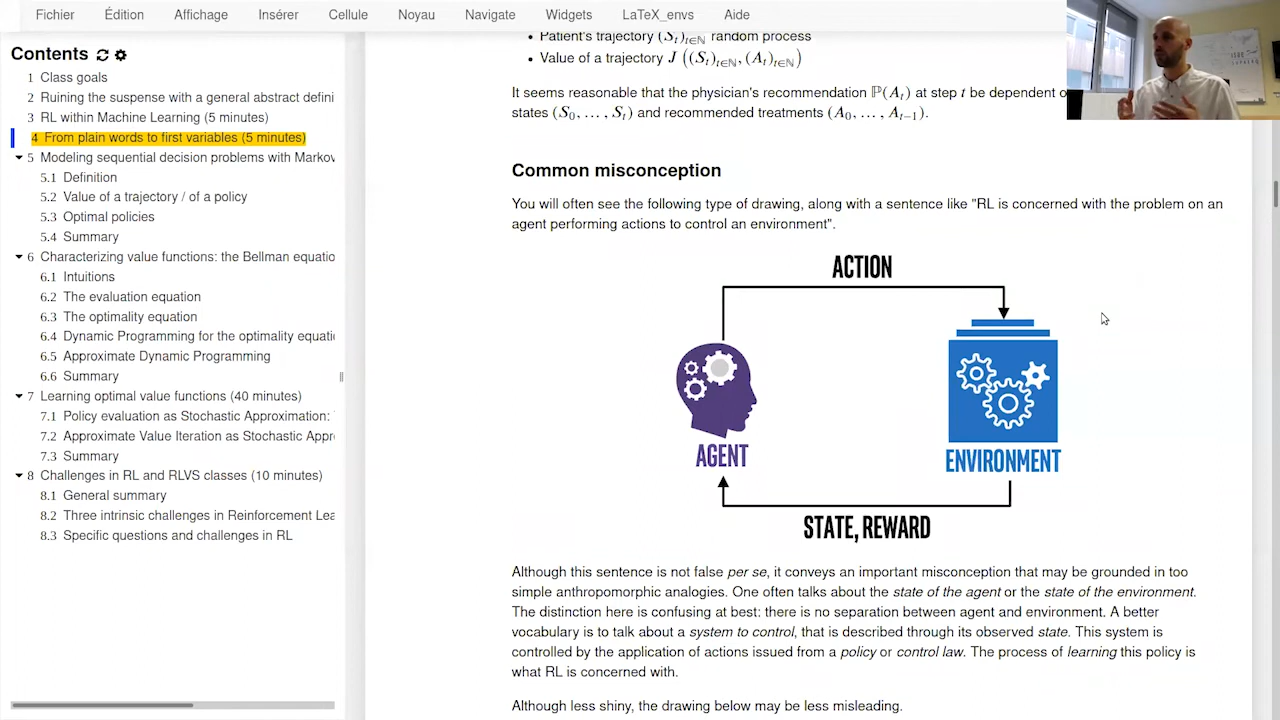 Fichier Édition Affichage Insérer Cellule Noyau Navigate Widgets LaTeX_envs Aide
Contents
1 Class goals
2 Ruining the suspense with a general abstract defini
3 RL within Machine Learning (5 minutes)
4 From plain words to first variables (5 minutes)
5 Modeling sequential decision problems with Markov
5.1 Definition
5.2 Value of a trajectory / of a policy
5.3 Optimal policies
5.4 Summary
6 Characterizing value functions: the Bellman equatio
6.1 Intuitions
6.2 The evaluation equation
6.3 The optimality equation
6.4 Dynamic Programming for the optimality equati
6.5 Approximate Dynamic Programming
6.6 Summary
7 Learning optimal value functions (40 minutes)
7.1 Policy evaluation as Stochastic Approximation:
7.2 Approximate Value Iteration as Stochastic Appr
7.3 Summary
8 Challenges in RL and RLVS classes (10 minutes)
8.1 General summary
8.2 Three intrinsic challenges in Reinforcement Lea
8.3 Specific questions and challenges in RL
• Patient's trajectory (Sₜ)ₜ∈ℕ random process
• Value of a trajectory J ((Sₜ)ₜ∈ℕ, (Aₜ)ₜ∈ℕ)
It seems reasonable that the physician's recommendation ℙ(Aₜ) at step t be dependent o
states (S₀, … , Sₜ) and recommended treatments (A₀, … , Aₜ₋₁).
Common misconception
You will often see the following type of drawing, along with a sentence like "RL is concerned with the problem on an
agent performing actions to control an environment".
ACTION
AGENT
ENVIRONMENT
STATE, REWARD
Although this sentence is not false per se, it conveys an important misconception that may be grounded in too
simple anthropomorphic analogies. One often talks about the state of the agent or the state of the environment.
The distinction here is confusing at best: there is no separation between agent and environment. A better
vocabulary is to talk about a system to control, that is described through its observed state. This system is
controlled by the application of actions issued from a policy or control law. The process of learning this policy is
what RL is concerned with.
Although less shiny, the drawing below may be less misleading.